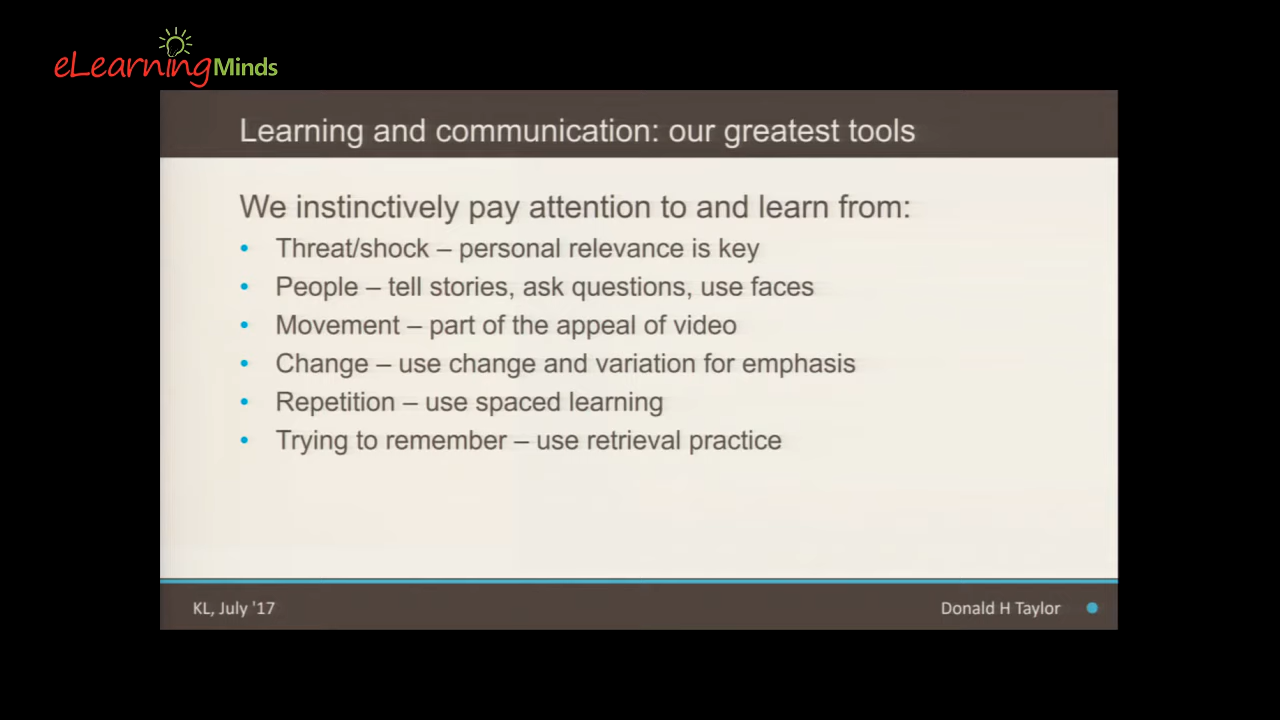 eLearningMinds
Learning and communication: our greatest tools
We instinctively pay attention to and learn from:
• Threat/shock – personal relevance is key
• People – tell stories, ask questions, use faces
• Movement – part of the appeal of video
• Change – use change and variation for emphasis
• Repetition – use spaced learning
• Trying to remember – use retrieval practice
KL, July '17
Donald H Taylor